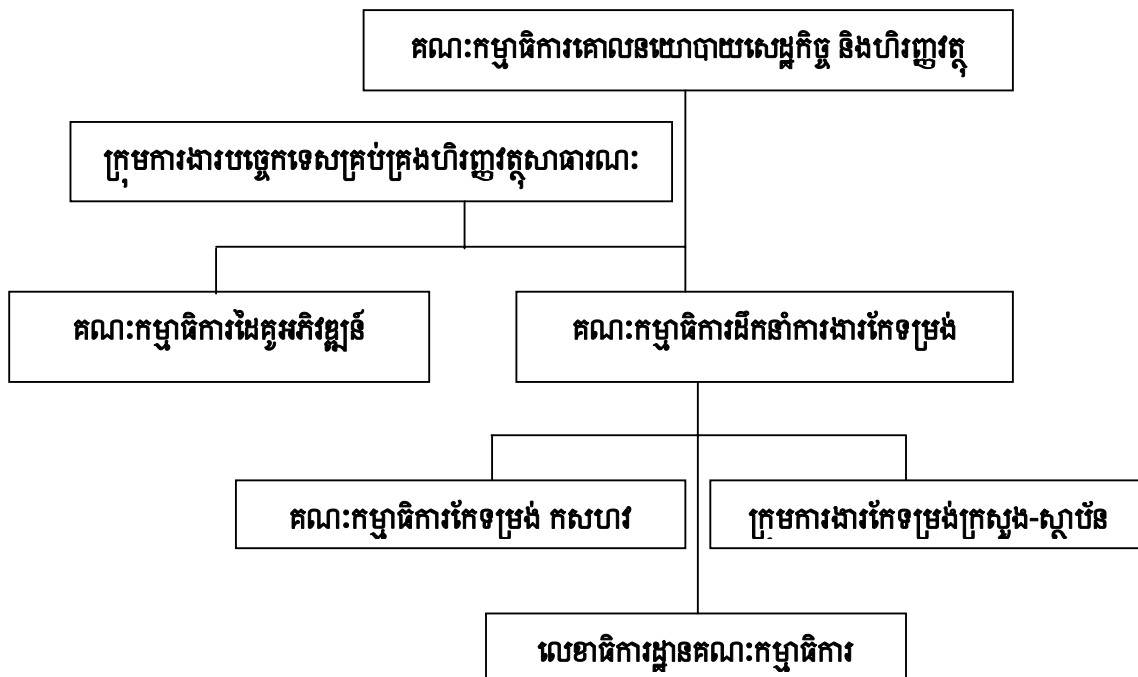 គណៈកម្មាធិការគោលនយោបាយសេដ្ឋកិច្ច និងហិរញ្ញវត្ថុ
ក្រុមការងារបច្ចេកទេសគ្រប់គ្រងហិរញ្ញវត្ថុសាធារណៈ
គណៈកម្មាធិការដៃគូអភិវឌ្ឍន៍
គណៈកម្មាធិការដឹកនាំការងារកែទម្រង់
គណៈកម្មាធិការកែទម្រង់ កសហវ
ក្រុមការងារកែទម្រង់ក្រសួង-ស្ថាប័ន
លេខាធិការដ្ឋានគណៈកម្មាធិការ